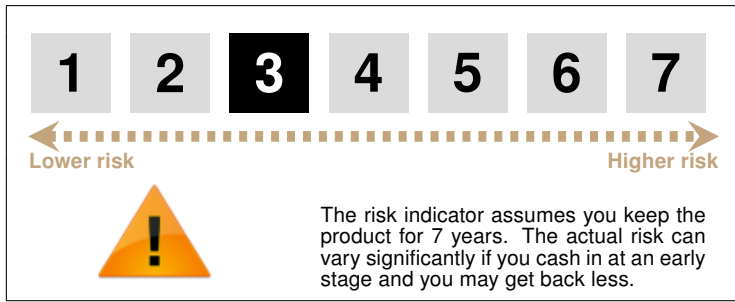 1 2 3 4 5 6 7
Lower risk Higher risk
!
The risk indicator assumes you keep the
product for 7 years. The actual risk can
vary significantly if you cash in at an early
stage and you may get back less.